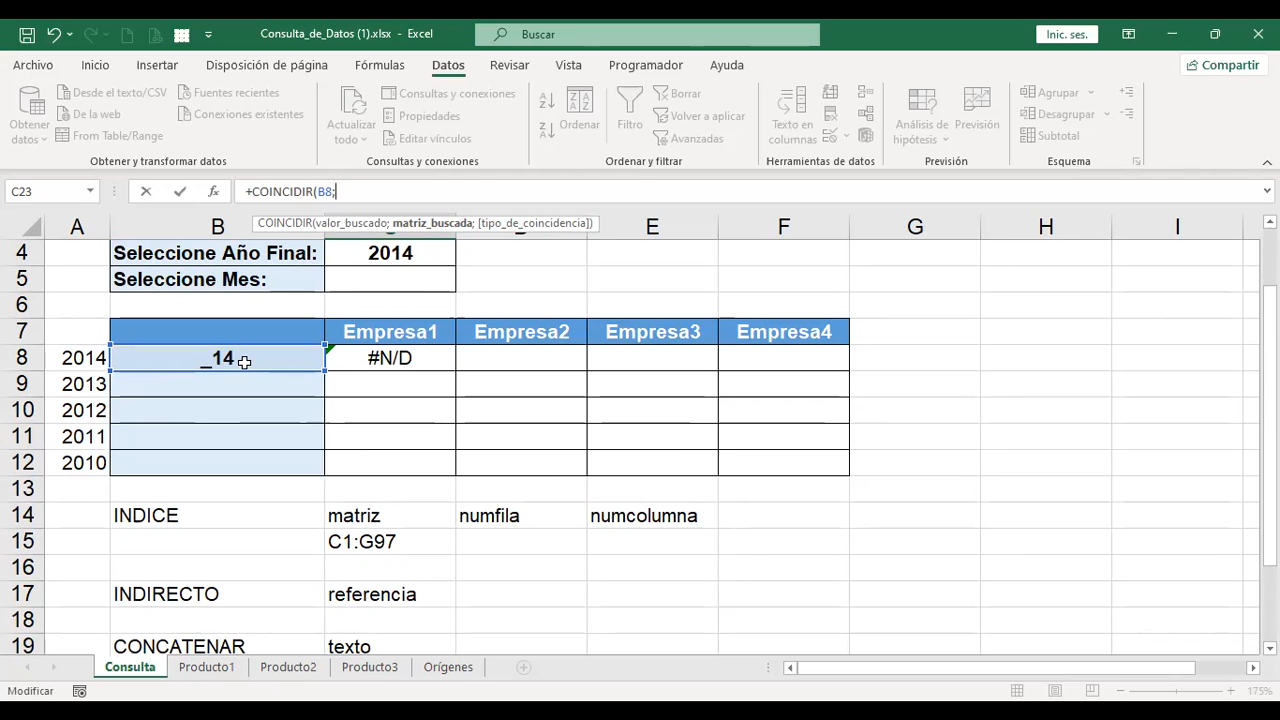 Consulta_de_Datos (1).xlsx - Excel
Buscar
Inic. ses.
Archivo Inicio Insertar Disposición de página Fórmulas Datos Revisar Vista Programador Ayuda Compartir
Obtener datos
Desde el texto/CSV
De la web
From Table/Range
Fuentes recientes
Conexiones existentes
Obtener y transformar datos
Actualizar todo
Consultas y conexiones
Propiedades
Editar vínculos
Consultas y conexiones
Ordenar
Filtro
Borrar
Volver a aplicar
Avanzadas
Ordenar y filtrar
Texto en columnas
Herramientas de datos
Análisis de hipótesis
Previsión
Previsión
Agrupar
Desagrupar
Subtotal
Esquema
C23 fx +COINCIDIR(B8;
COINCIDIR(valor_buscado; matriz_buscada; [tipo_de_coincidencia])
A B E F G H I
4 Seleccione Año Final: 2014
5 Seleccione Mes:
6
7 Empresa1 Empresa2 Empresa3 Empresa4
8 2014 _14 #N/D
9 2013
10 2012
11 2011
12 2010
13
14 INDICE matriz numfila numcolumna
15 C1:G97
16
17 INDIRECTO referencia
18
19 CONCATENAR texto
Consulta Producto1 Producto2 Producto3 Orígenes
Modificar 175%